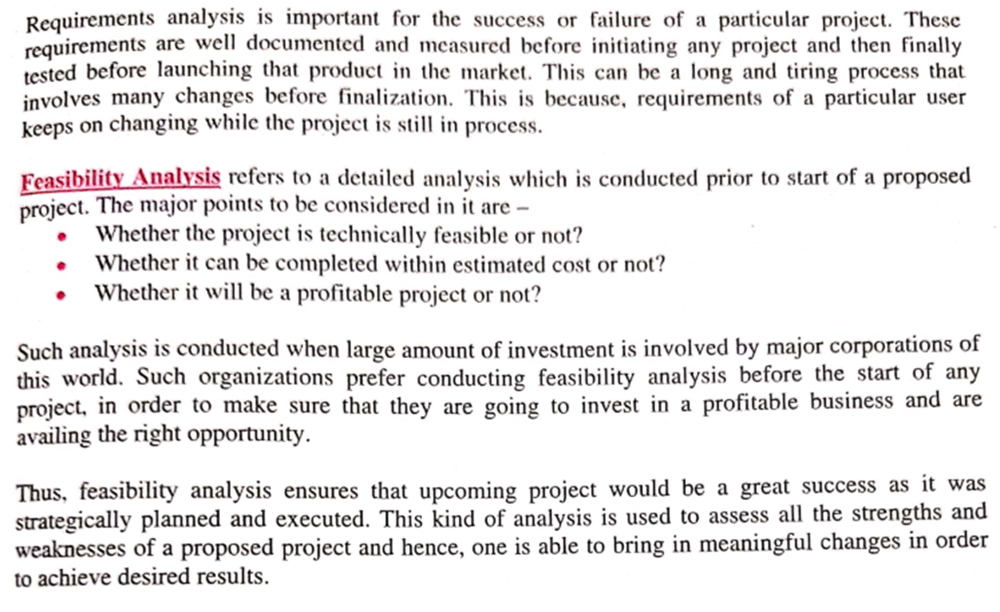 Requirements analysis is important for the success or failure of a particular project. These
requirements are well documented and measured before initiating any project and then finally
tested before launching that product in the market. This can be a long and tiring process that
involves many changes before finalization. This is because, requirements of a particular user
keeps on changing while the project is still in process.
Feasibility Analysis refers to a detailed analysis which is conducted prior to start of a proposed
project. The major points to be considered in it are –
• Whether the project is technically feasible or not?
• Whether it can be completed within estimated cost or not?
• Whether it will be a profitable project or not?
Such analysis is conducted when large amount of investment is involved by major corporations of
this world. Such organizations prefer conducting feasibility analysis before the start of any
project, in order to make sure that they are going to invest in a profitable business and are
availing the right opportunity.
Thus, feasibility analysis ensures that upcoming project would be a great success as it was
strategically planned and executed. This kind of analysis is used to assess all the strengths and
weaknesses of a proposed project and hence, one is able to bring in meaningful changes in order
to achieve desired results.